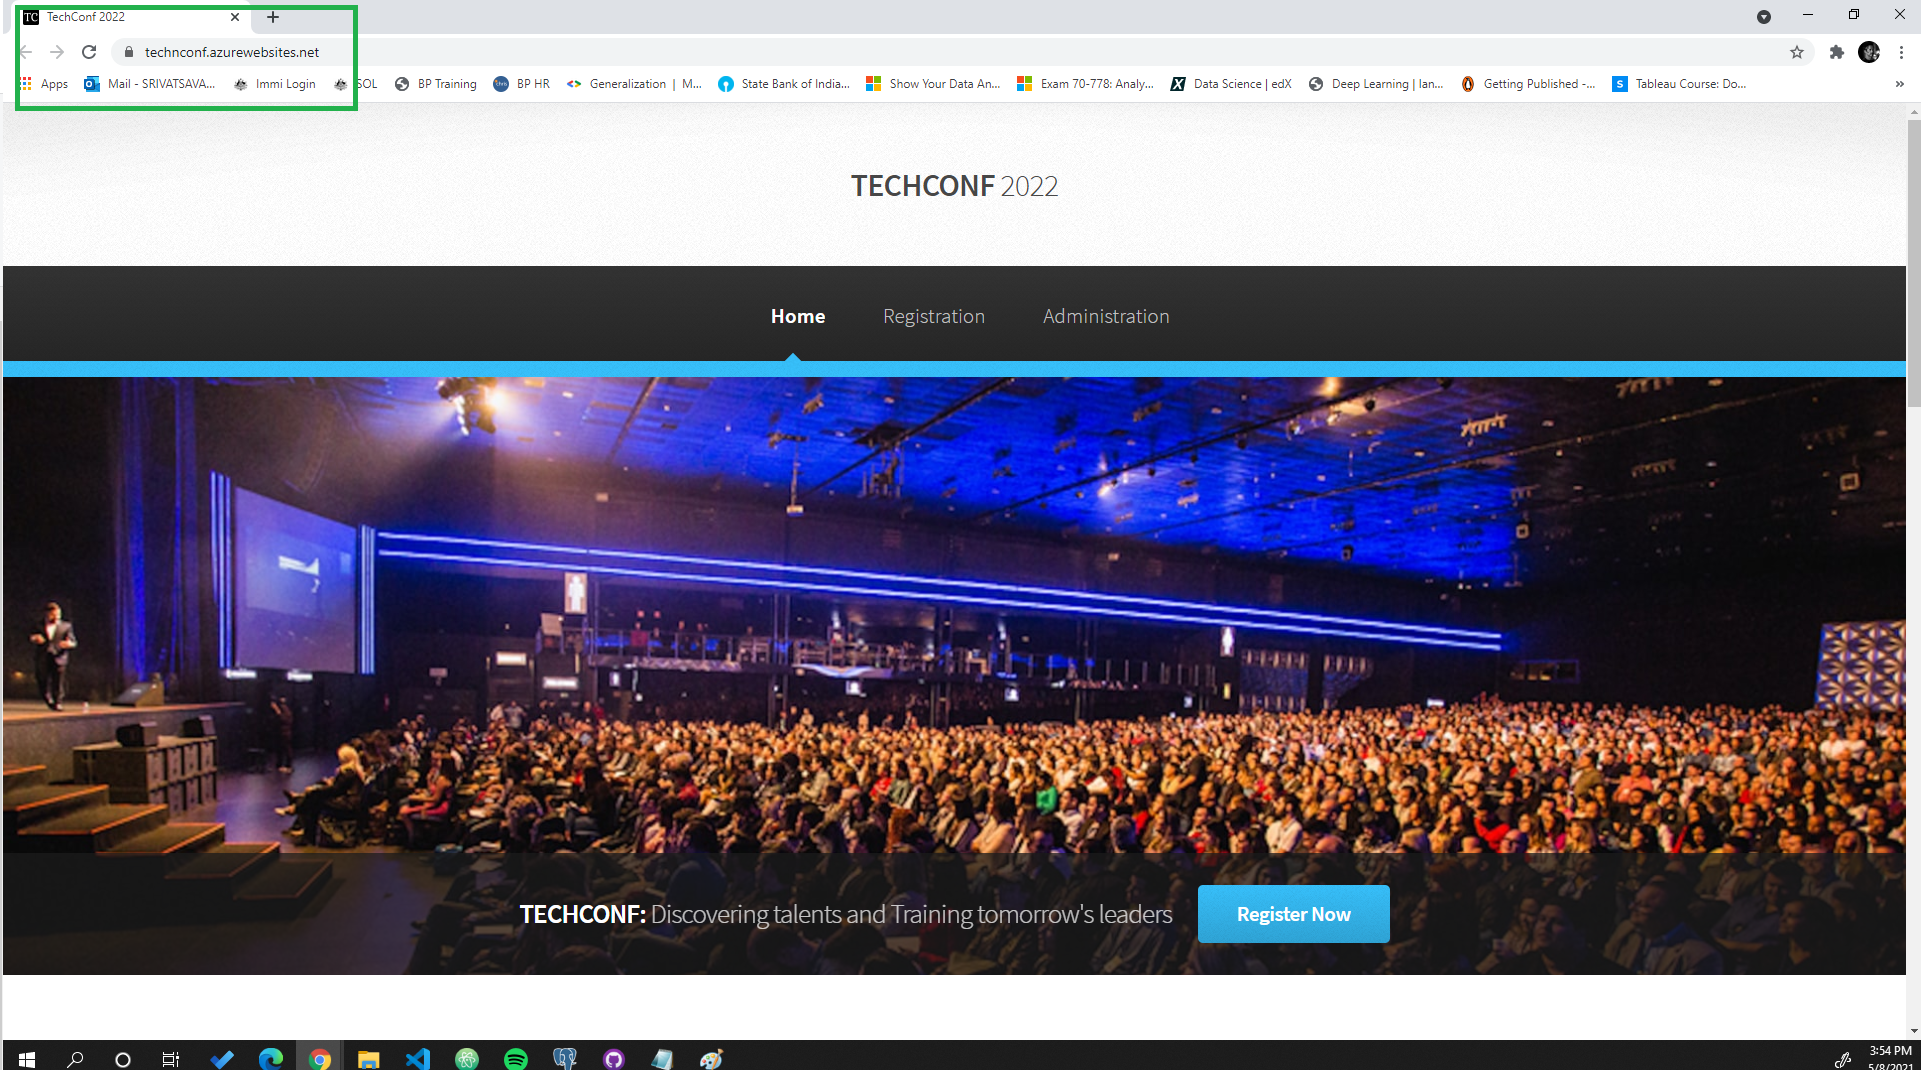 TC TechConf 2022
technconf.azurewebsites.net
Apps Mail - SRIVATSAVA... Immi Login SOL BP Training BP HR Generalization | M... State Bank of India... Show Your Data An... Exam 70-778: Analy... Data Science | edX Deep Learning | Ian... Getting Published -... Tableau Course: Do... »
TECHCONF 2022
Home Registration Administration
TECHCONF: Discovering talents and Training tomorrow's leaders Register Now
3:54 PM
5/8/2021